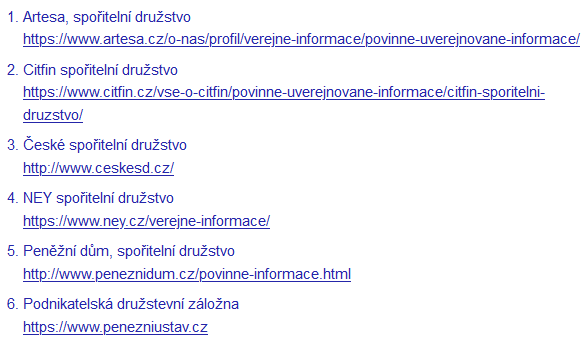 1. Artesa, spořitelní družstvo
https://www.artesa.cz/o-nas/profil/verejne-informace/povinne-uverejnovane-informace/
2. Citfin spořitelní družstvo
https://www.citfin.cz/vse-o-citfin/povinne-uverejnovane-informace/citfin-sporitelni-
druzstvo/
3. České spořitelní družstvo
http://www.ceskesd.cz/
4. NEY spořitelní družstvo
https://www.ney.cz/verejne-informace/
5. Peněžní dům, spořitelní družstvo
http://www.peneznidum.cz/povinne-informace.html
6. Podnikatelská družstevní záložna
https://www.penezniustav.cz